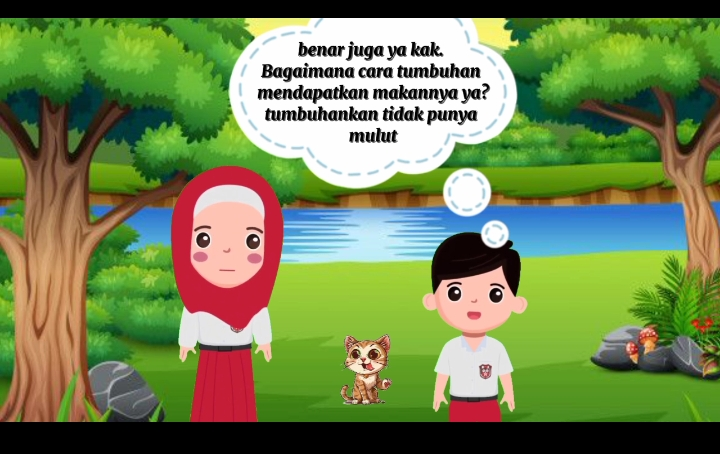 benar juga ya kak.
Bagaimana cara tumbuhan
mendapatkan makannya ya?
tumbuhankan tidak punya
mulut